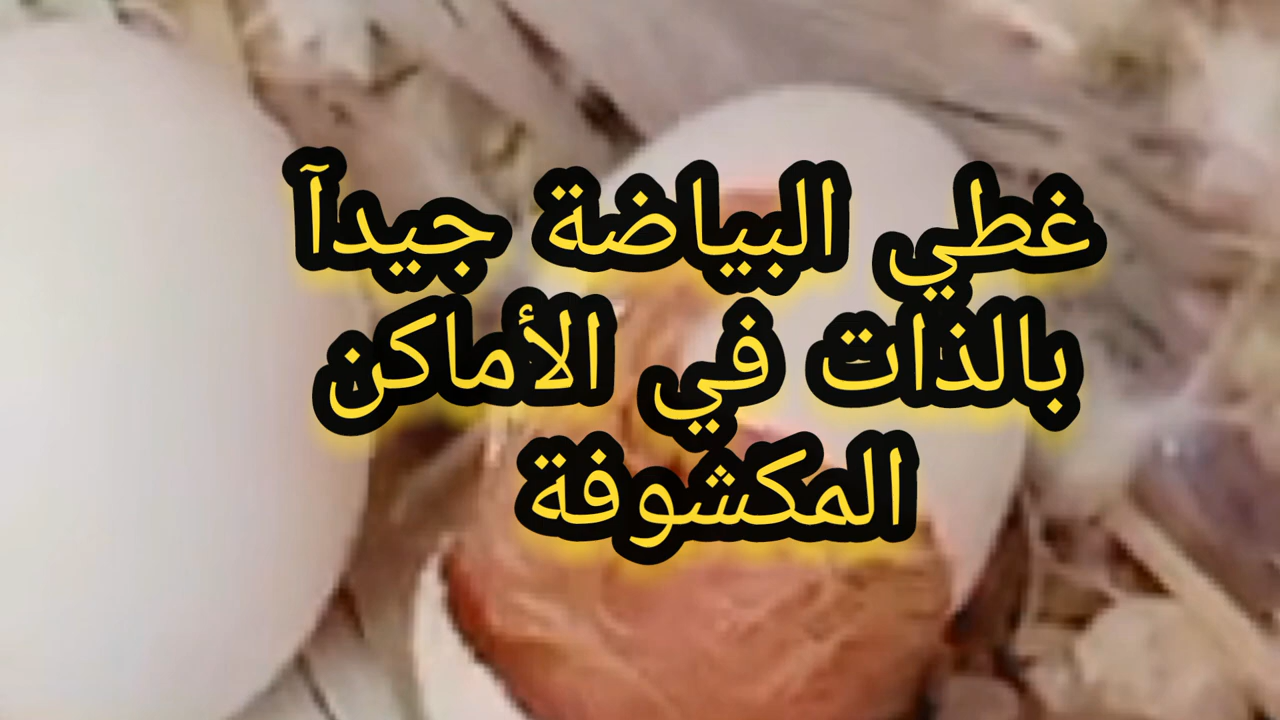 غطي البياضة جيدآ
بالذات في الأماكن
المكشوفة